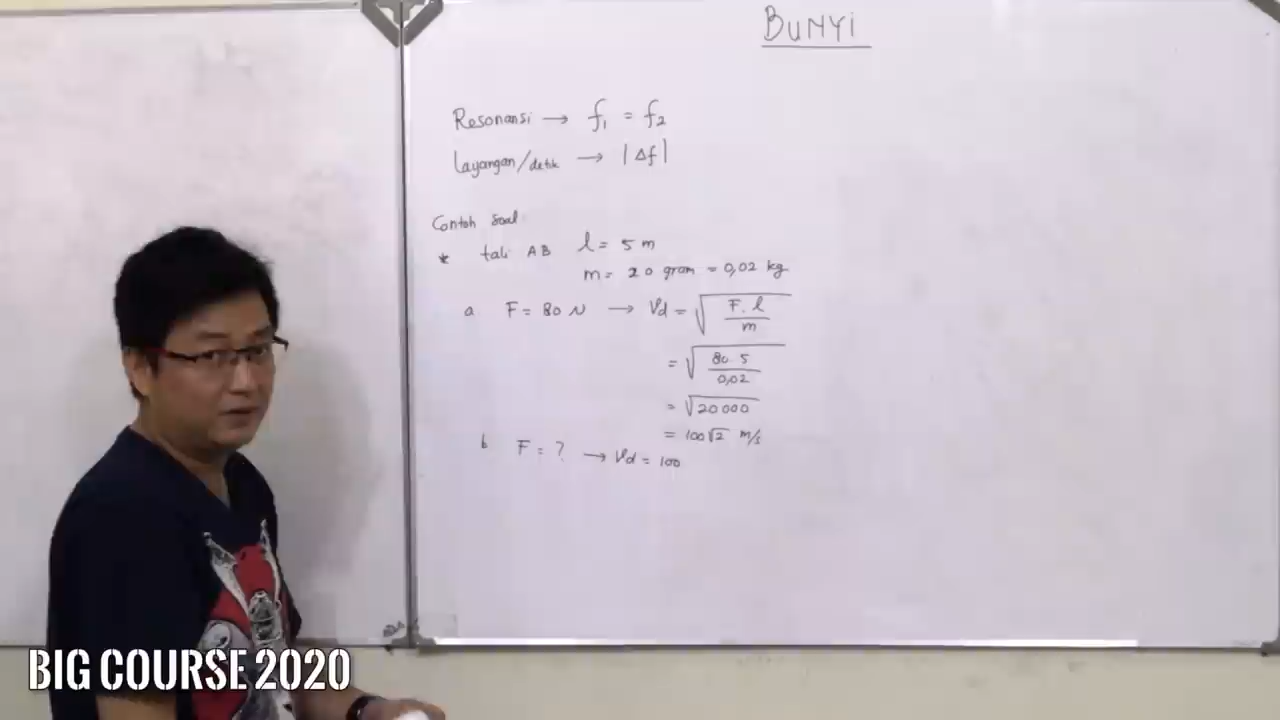 BUNYI
Resonansi → f₁ = f₂
Layangan/detik → |Δf|
Contoh soal
* tali AB l = 5 m
m = 20 gram = 0,02 kg
a F = 80 N → Vd = √(F. l / m)
= √(80. 5 / 0,02)
= √20000
= 100√2 m/s
b F = ? → Vd = 100
BIG COURSE 2020